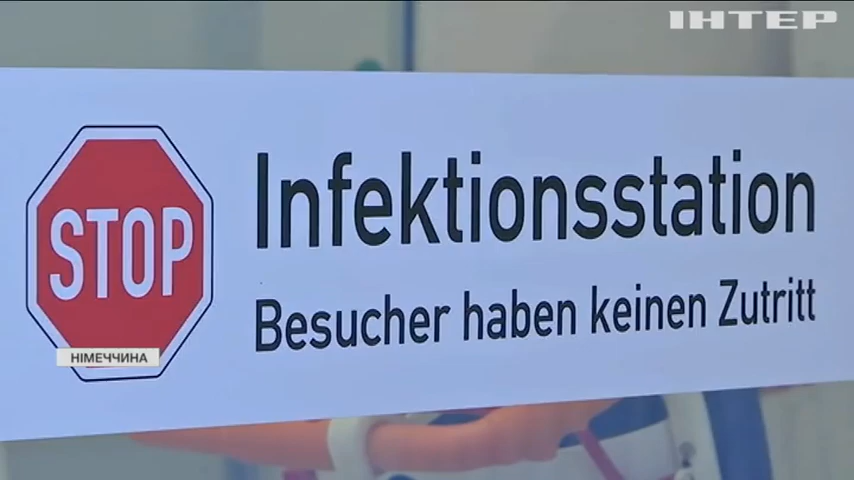 ІНТЕР
STOP
Infektionsstation
Besucher haben keinen Zutritt
НІМЕЧЧИНА